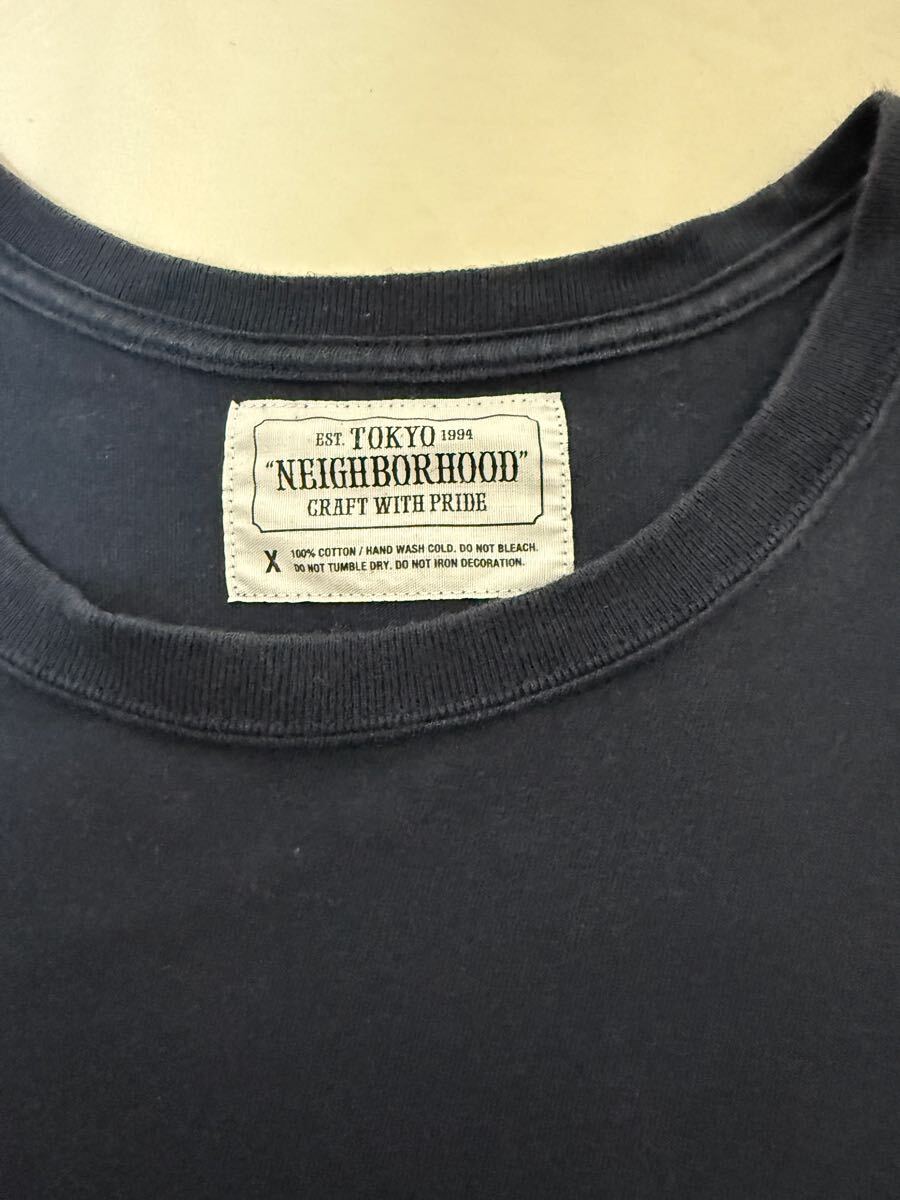 EST. TOKYO 1994
"NEIGHBORHOOD"
CRAFT WITH PRIDE
X 100% COTTON / HAND WASH COLD. DO NOT BLEACH.
DO NOT TUMBLE DRY. DO NOT IRON DECORATION.